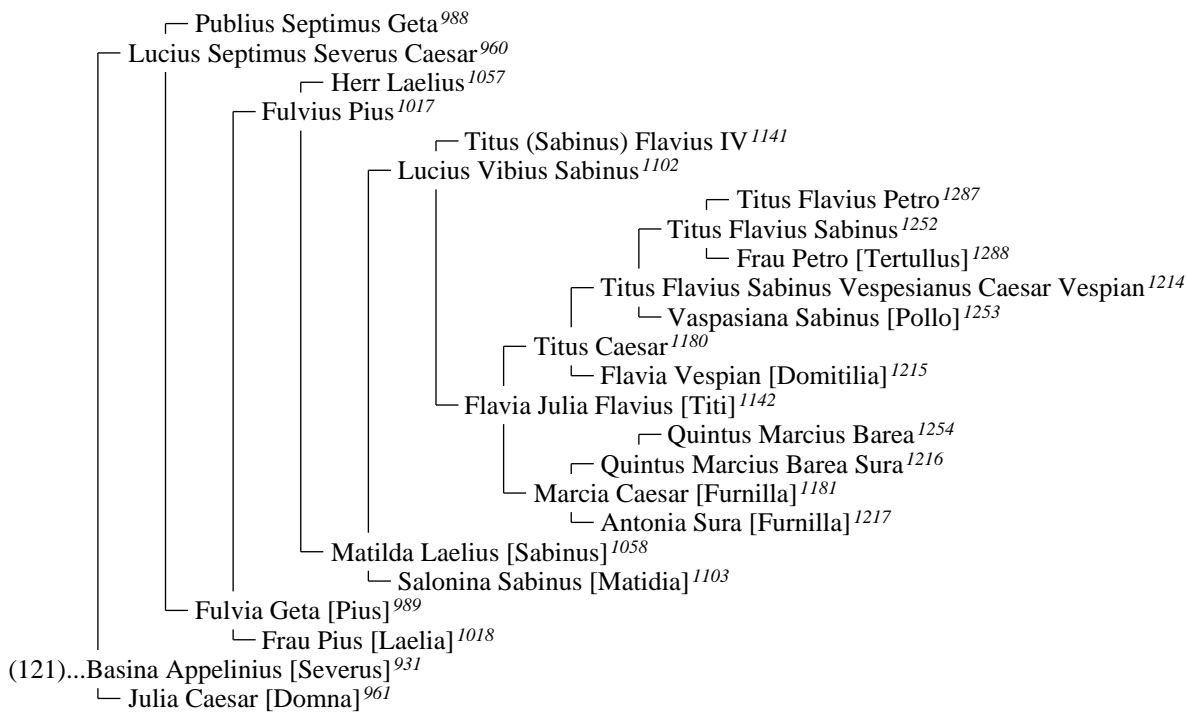 Publius Septimus Geta988
Lucius Septimus Severus Caesar960
Herr Laelius1057
Fulvius Pius1017
Titus (Sabinus) Flavius IV1141
Lucius Vibius Sabinus1102
Titus Flavius Petro1287
Titus Flavius Sabinus1252
Frau Petro [Tertullus]1288
Titus Flavius Sabinus Vespesianus Caesar Vespian1214
Vaspasiana Sabinus [Pollo]1253
Titus Caesar1180
Flavia Vespian [Domitilia]1215
Flavia Julia Flavius [Titi]1142
Quintus Marcius Barea1254
Quintus Marcius Barea Sura1216
Marcia Caesar [Furnilla]1181
Antonia Sura [Furnilla]1217
Matilda Laelius [Sabinus]1058
Salonina Sabinus [Matidia]1103
Fulvia Geta [Pius]989
Frau Pius [Laelia]1018
(121)...Basina Appelinius [Severus]931
Julia Caesar [Domna]961